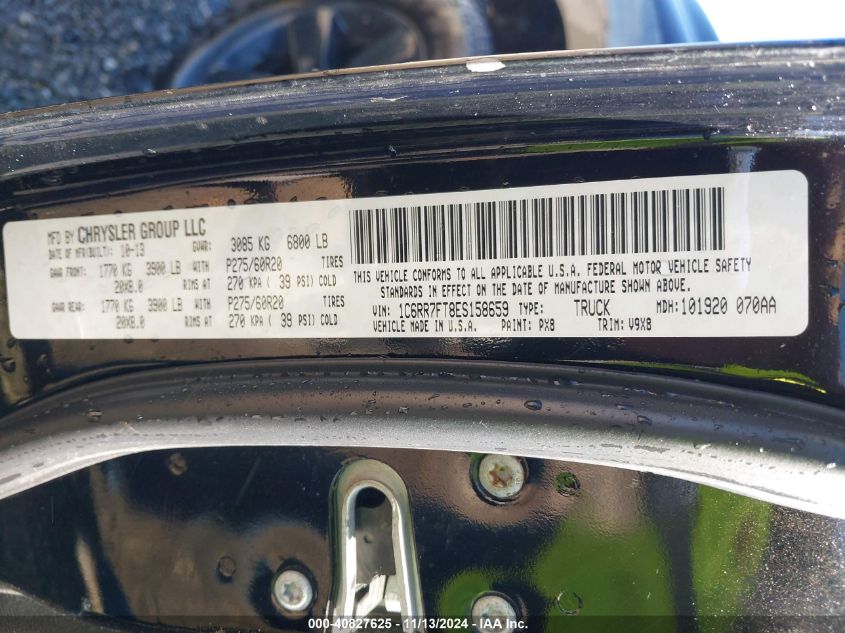 MFD BY CHRYSLER GROUP LLC
DATE OF MFR(BUILT): 10-13 GVWR: 3085 KG 6800 LB
GAWR FRONT: 1770 KG 3900 LB WITH P275/60R20 TIRES
20X8.0 RIMS AT 270 KPA ( 39 PSI) COLD
GAWR REAR: 1770 KG 3900 LB WITH P275/60R20 TIRES
20X8.0 RIMS AT 270 KPA ( 39 PSI) COLD
THIS VEHICLE CONFORMS TO ALL APPLICABLE U.S.A. FEDERAL MOTOR VEHICLE SAFETY
STANDARDS IN EFFECT ON THE DATE OF MANUFACTURE SHOWN ABOVE.
VIN: 1C6RR7FT8ES158659 TYPE: TRUCK MDH:101920 070AA
VEHICLE MADE IN U.S.A. PAINT: PX8 TRIM: V9X8
000-40827625 - 11/13/2024 - IAAI, Inc.